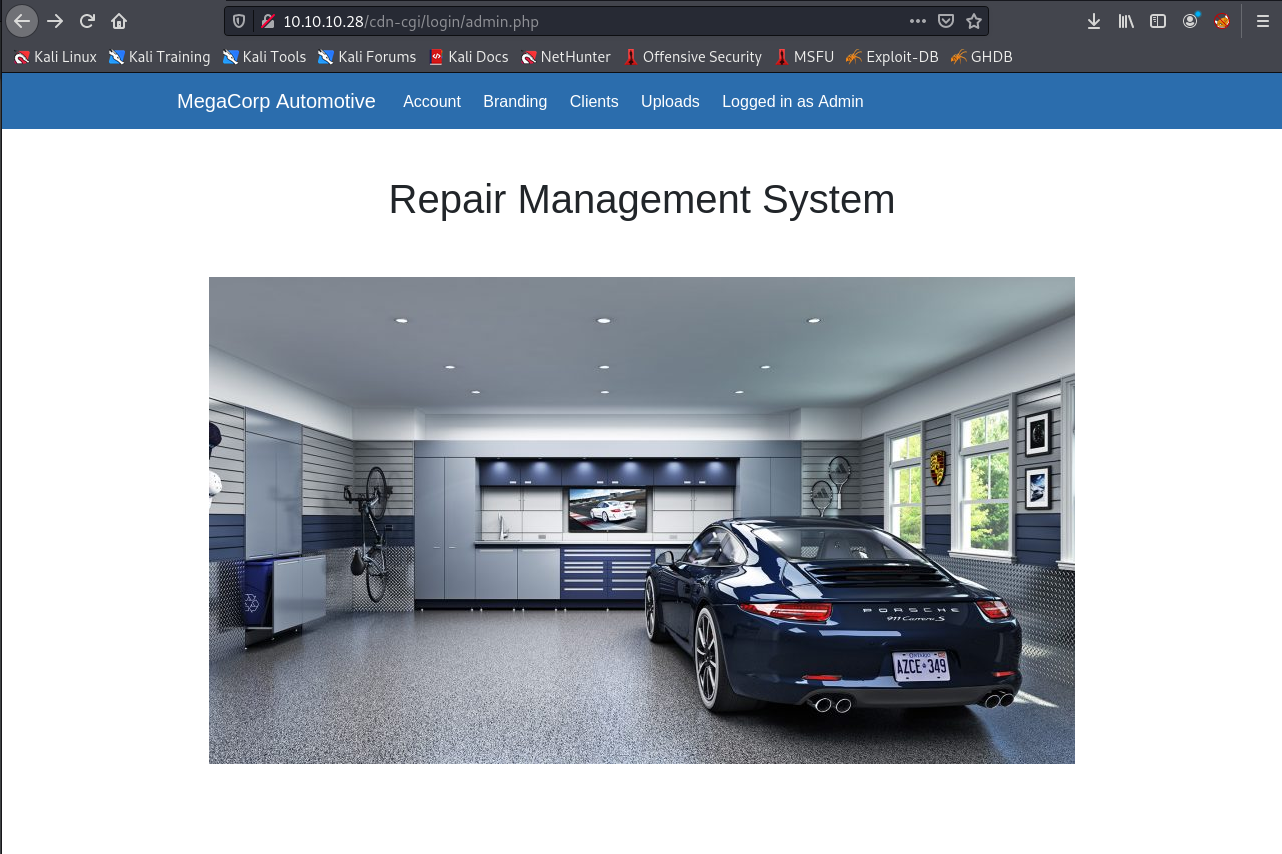 10.10.10.28/cdn-cgi/login/admin.php
Kali Linux Kali Training Kali Tools Kali Forums Kali Docs NetHunter Offensive Security MSFU Exploit-DB GHDB
MegaCorp Automotive Account Branding Clients Uploads Logged in as Admin
Repair Management System
PORSCHE
911 Carrera S
ONTARIO
AZCE·349